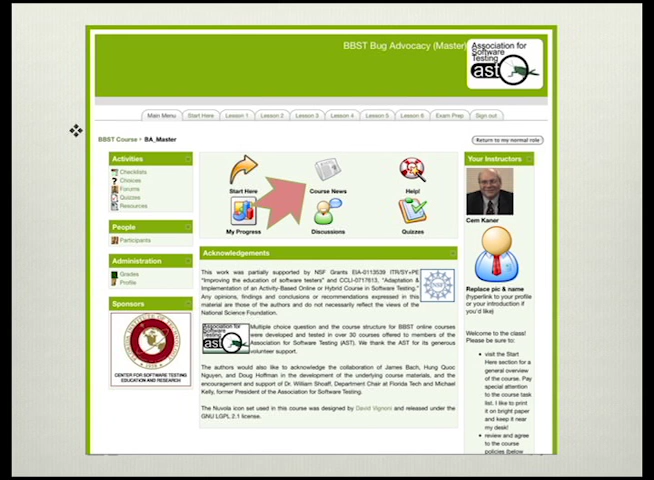 BBST Bug Advocacy (Master)
Association for
Software
Testing
ast
Main Menu Start Here Lesson 1 Lesson 2 Lesson 3 Lesson 4 Lesson 5 Lesson 6 Exam Prep Sign out
BBST Course BA_Master
Return to my normal role
Activities
Checklists
Choices
Forums
Quizzes
Resources
People
Participants
Administration
Grades
Profile
Sponsors
CENTER FOR SOFTWARE TESTING
EDUCATION AND RESEARCH
Start Here Course News Help!
My Progress Discussions Quizzes
Acknowledgements
This work was partially supported by NSF Grants EIA-0113539 ITR/SY+PE
"Improving the education of software testers" and CCLI-0717613, "Adaptation &
Implementation of an Activity-Based Online or Hybrid Course in Software Testing."
Any opinions, findings and conclusions or recommendations expressed in this
material are those of the authors and do not necessarily reflect the views of the
National Science Foundation.
NSF
Association for
Software
Testing
ast
Multiple choice question and the course structure for BBST online courses
were developed and tested in over 30 courses offered to members of the
Association for Software Testing (AST). We thank the AST for its generous
volunteer support.
The authors would also like to acknowledge the collaboration of James Bach, Hung Quoc
Nguyen, and Doug Hoffman in the development of the underlying course materials, and the
encouragement and support of Dr. William Shoaff, Department Chair at Florida Tech and Michael
Kelly, former President of the Association for Software Testing.
The Nuvola icon set used in this course was designed by David Vignoni and released under the
GNU LGPL 2.1 license.
Your Instructors
Cem Kaner
Replace pic & name
(hyperlink to your profile
or your introduction if
you'd like)
Welcome to the class!
Please be sure to:
visit the Start
Here section for a
general overview of
the course. Pay
special attention
to the course task
list. I like to print
it on bright paper
and keep it near
my desk!
review and agree
to the course
policies (below